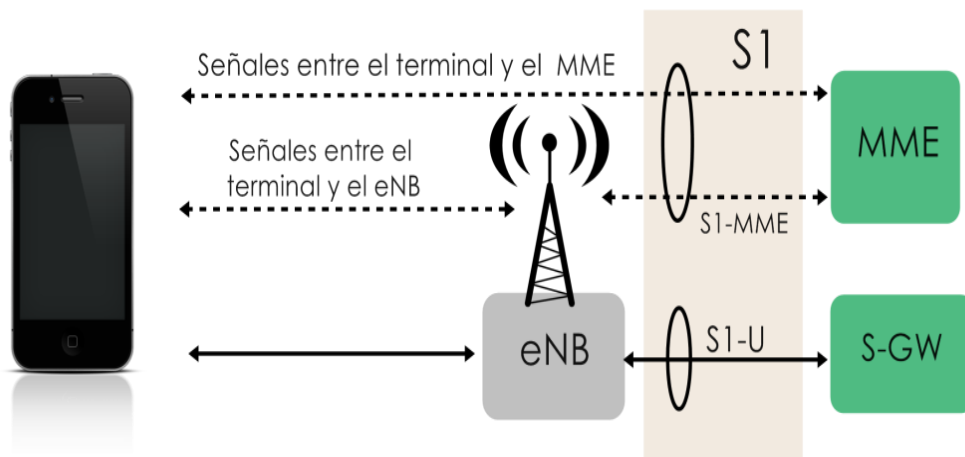 Señales entre el terminal y el MME
S1
MME
Señales entre el
terminal y el eNB
S1-MME
eNB
S1-U
S-GW